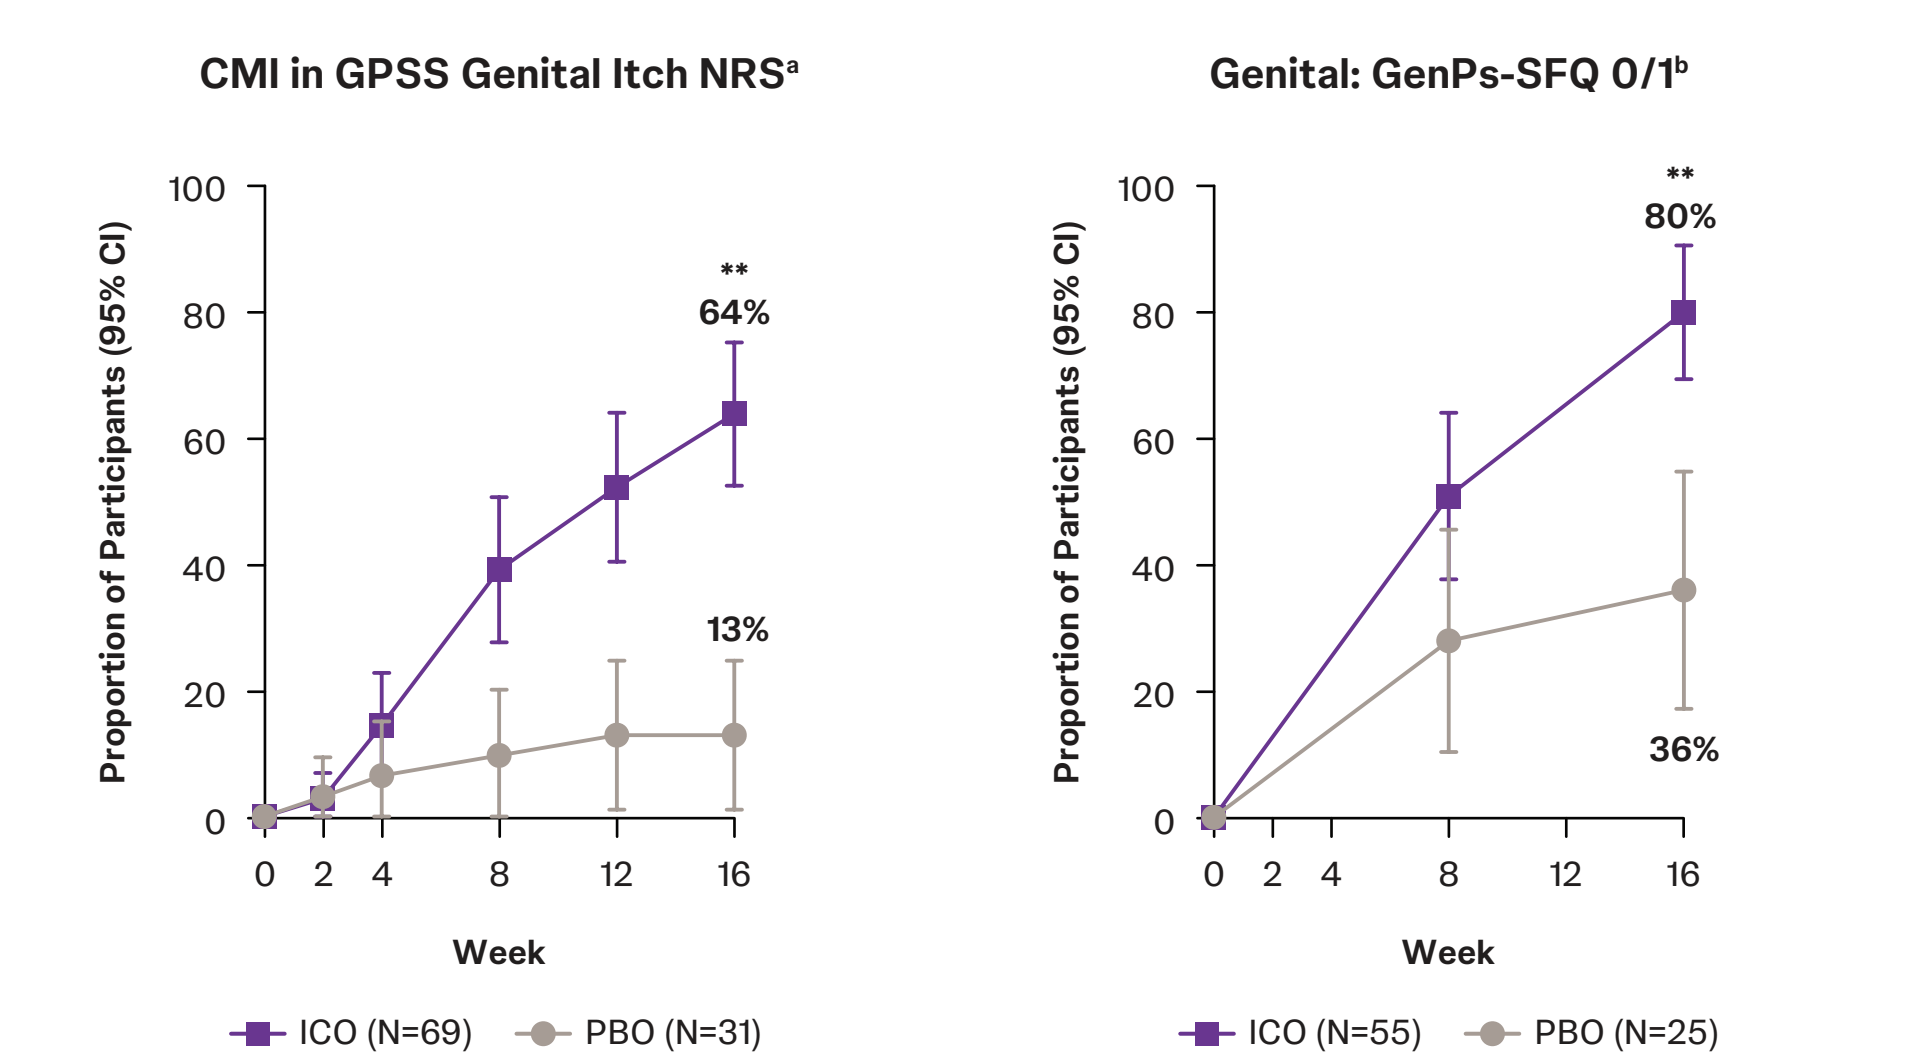 CMI in GPSS Genital Itch NRSᵃ
Proportion of Participants (95% CI)
100
80
60
40
20
0
**
64%
13%
0 2 4 8 12 16
Week
ICO (N=69) PBO (N=31)
Genital: GenPs-SFQ 0/1ᵇ
Proportion of Participants (95% CI)
100
80
60
40
20
0
**
80%
36%
0 2 4 8 12 16
Week
ICO (N=55) PBO (N=25)